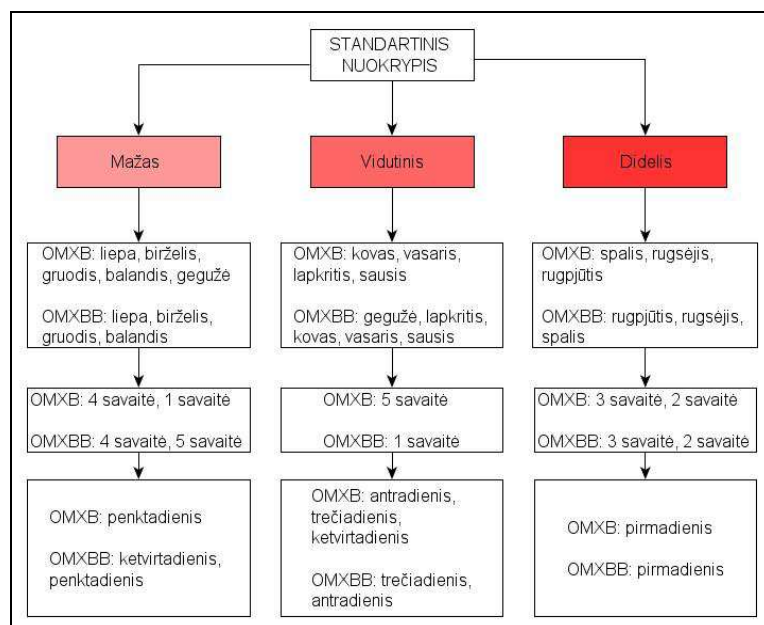 STANDARTINIS
NUOKRYPIS
Mažas
Vidutinis
Didelis
OMXB: liepa, birželis,
gruodis, balandis, gegužė
OMXBB: liepa, birželis,
gruodis, balandis
OMXB: kovas, vasaris,
lapkritis, sausis
OMXBB: gegužė, lapkritis,
kovas, vasaris, sausis
OMXB: spalis, rugsėjis,
rugpjūtis
OMXBB: rugpjūtis, rugsėjis,
spalis
OMXB: 4 savaitė, 1 savaitė
OMXBB: 4 savaitė, 5 savaitė
OMXB: 5 savaitė
OMXBB: 1 savaitė
OMXB: 3 savaitė, 2 savaitė
OMXBB: 3 savaitė, 2 savaitė
OMXB: penktadienis
OMXBB: ketvirtadienis,
penktadienis
OMXB: antradienis,
trečiadienis,
ketvirtadienis
OMXBB: trečiadienis,
antradienis
OMXB: pirmadienis
OMXBB: pirmadienis